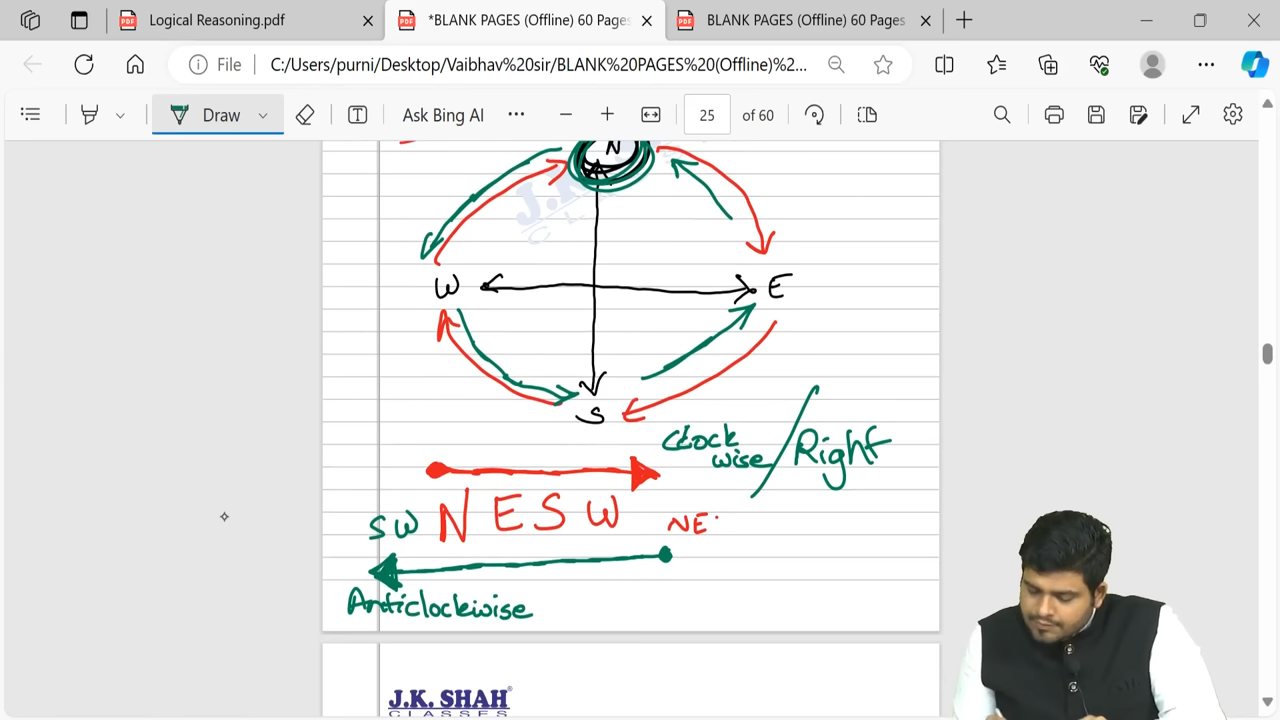 Logical Reasoning.pdf
*BLANK PAGES (Offline) 60 Pages
BLANK PAGES (Offline) 60 Pages
File
C:/Users/purni/Desktop/Vaibhav%20sir/BLANK%20PAGES%20(Offline)%2...
Draw
Ask Bing AI
25
of 60
N
J.K
W
E
S
Clock
wise
/
Right
N E S W
SW
NE
Anticlockwise
J.K. SHAH®
CLASSES